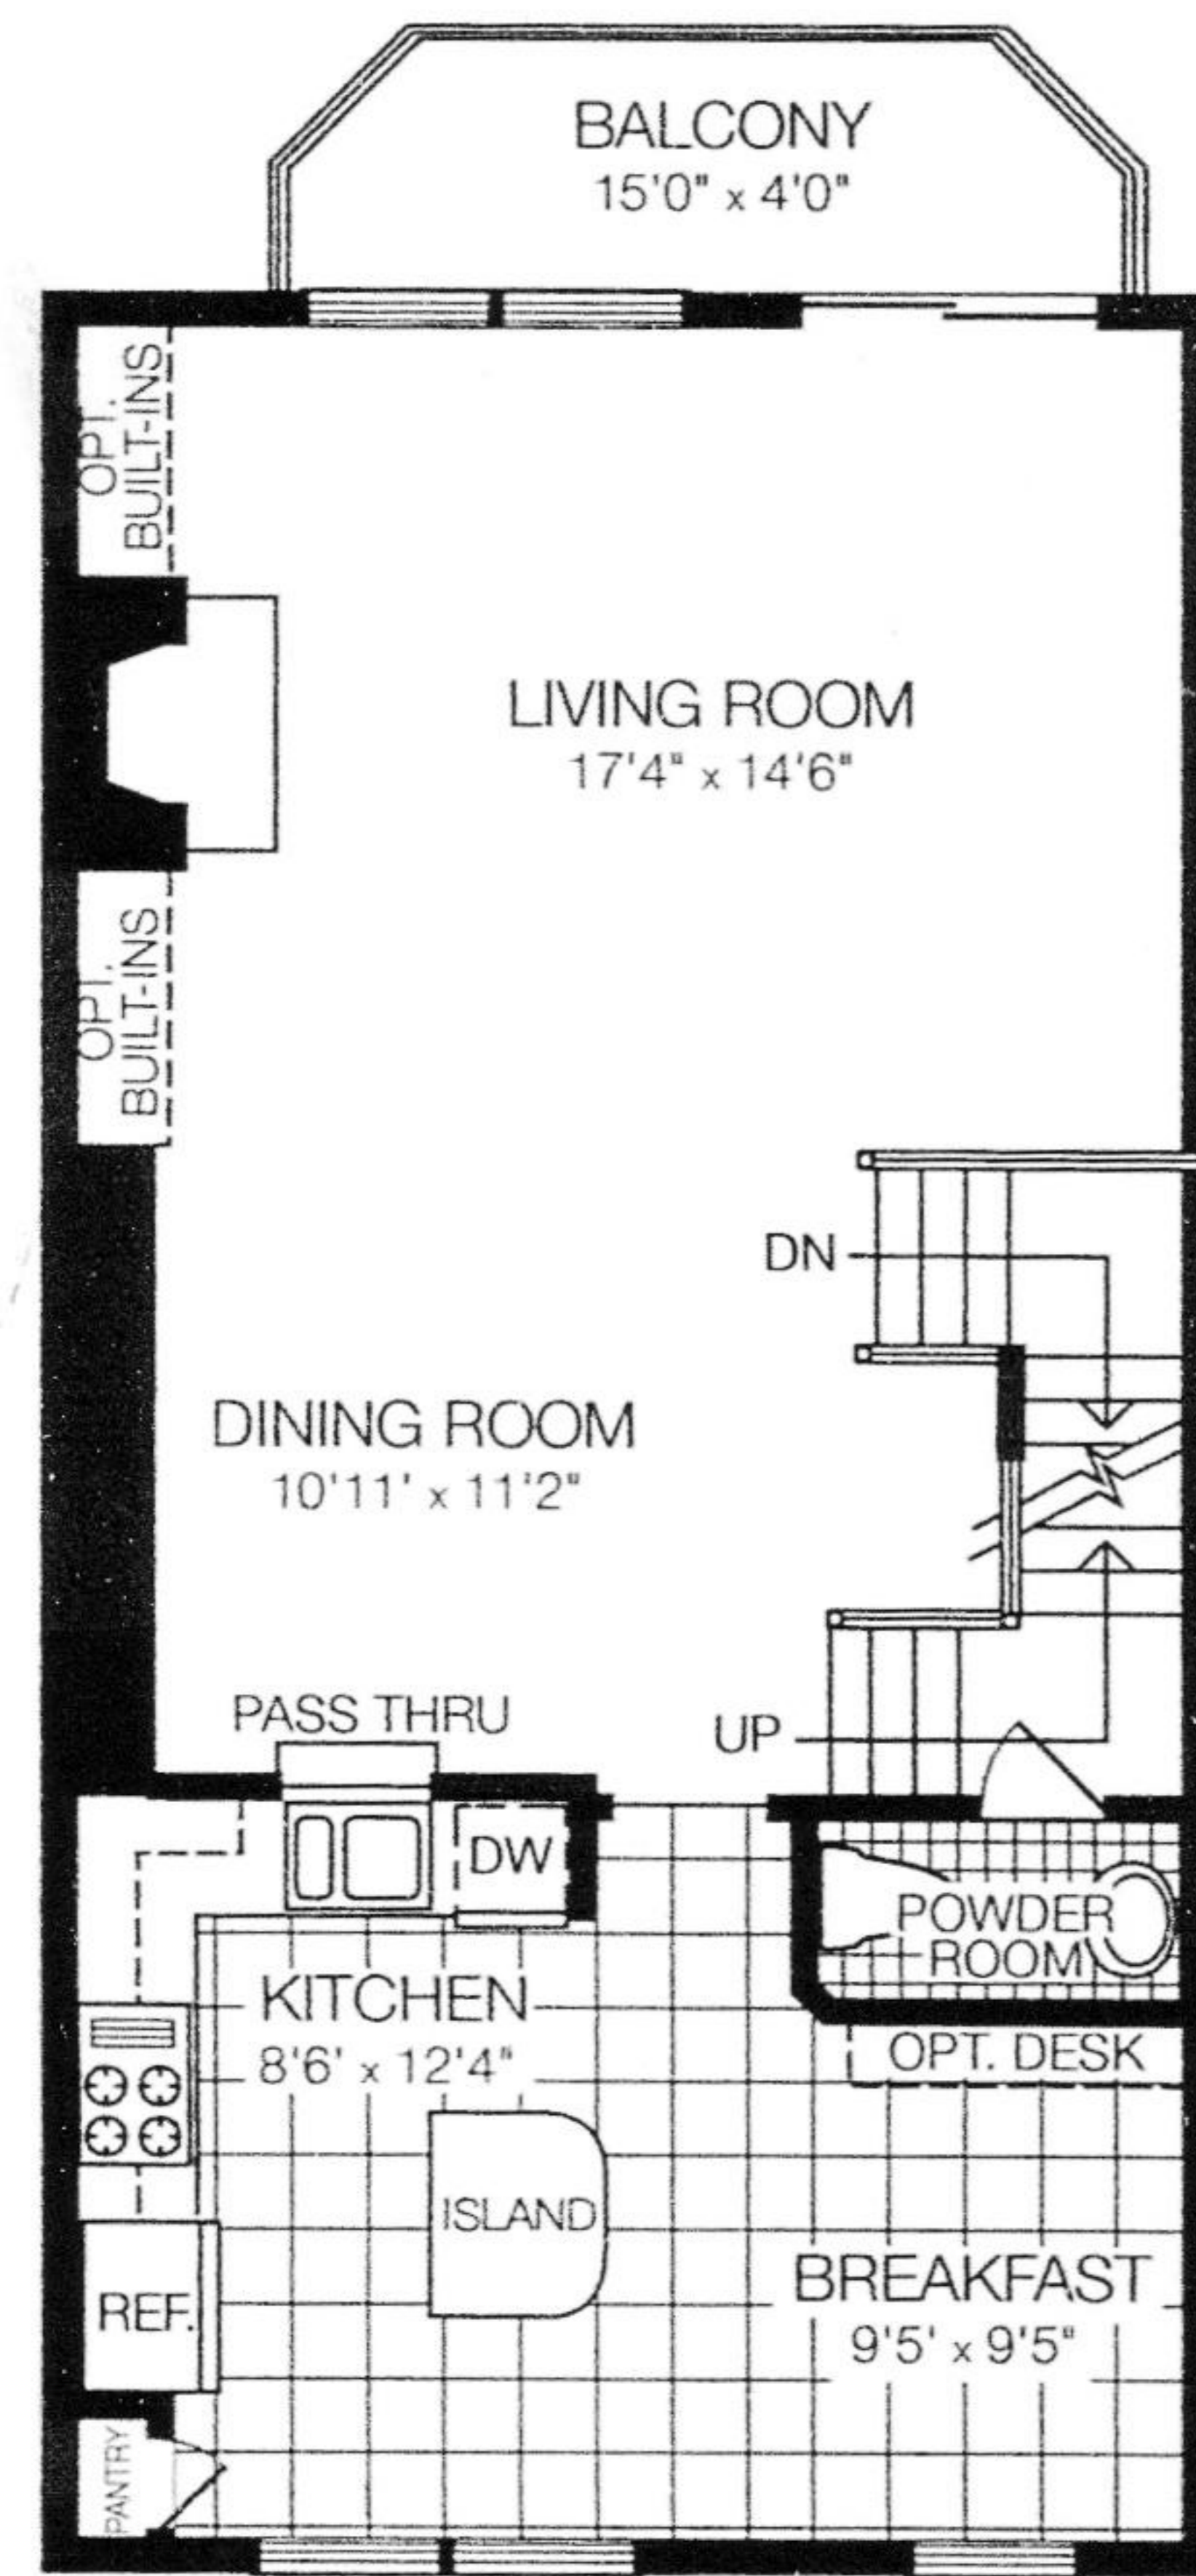 BALCONY
15'0" x 4'0"
OPT.
BUILT-INS
LIVING ROOM
17'4" x 14'6"
OPT.
BUILT-INS
DN
DINING ROOM
10'11' x 11'2"
PASS THRU
UP
DW
POWDER
ROOM
KITCHEN
8'6' x 12'4"
OPT. DESK
ISLAND
BREAKFAST
9'5' x 9'5"
REF.
PANTRY